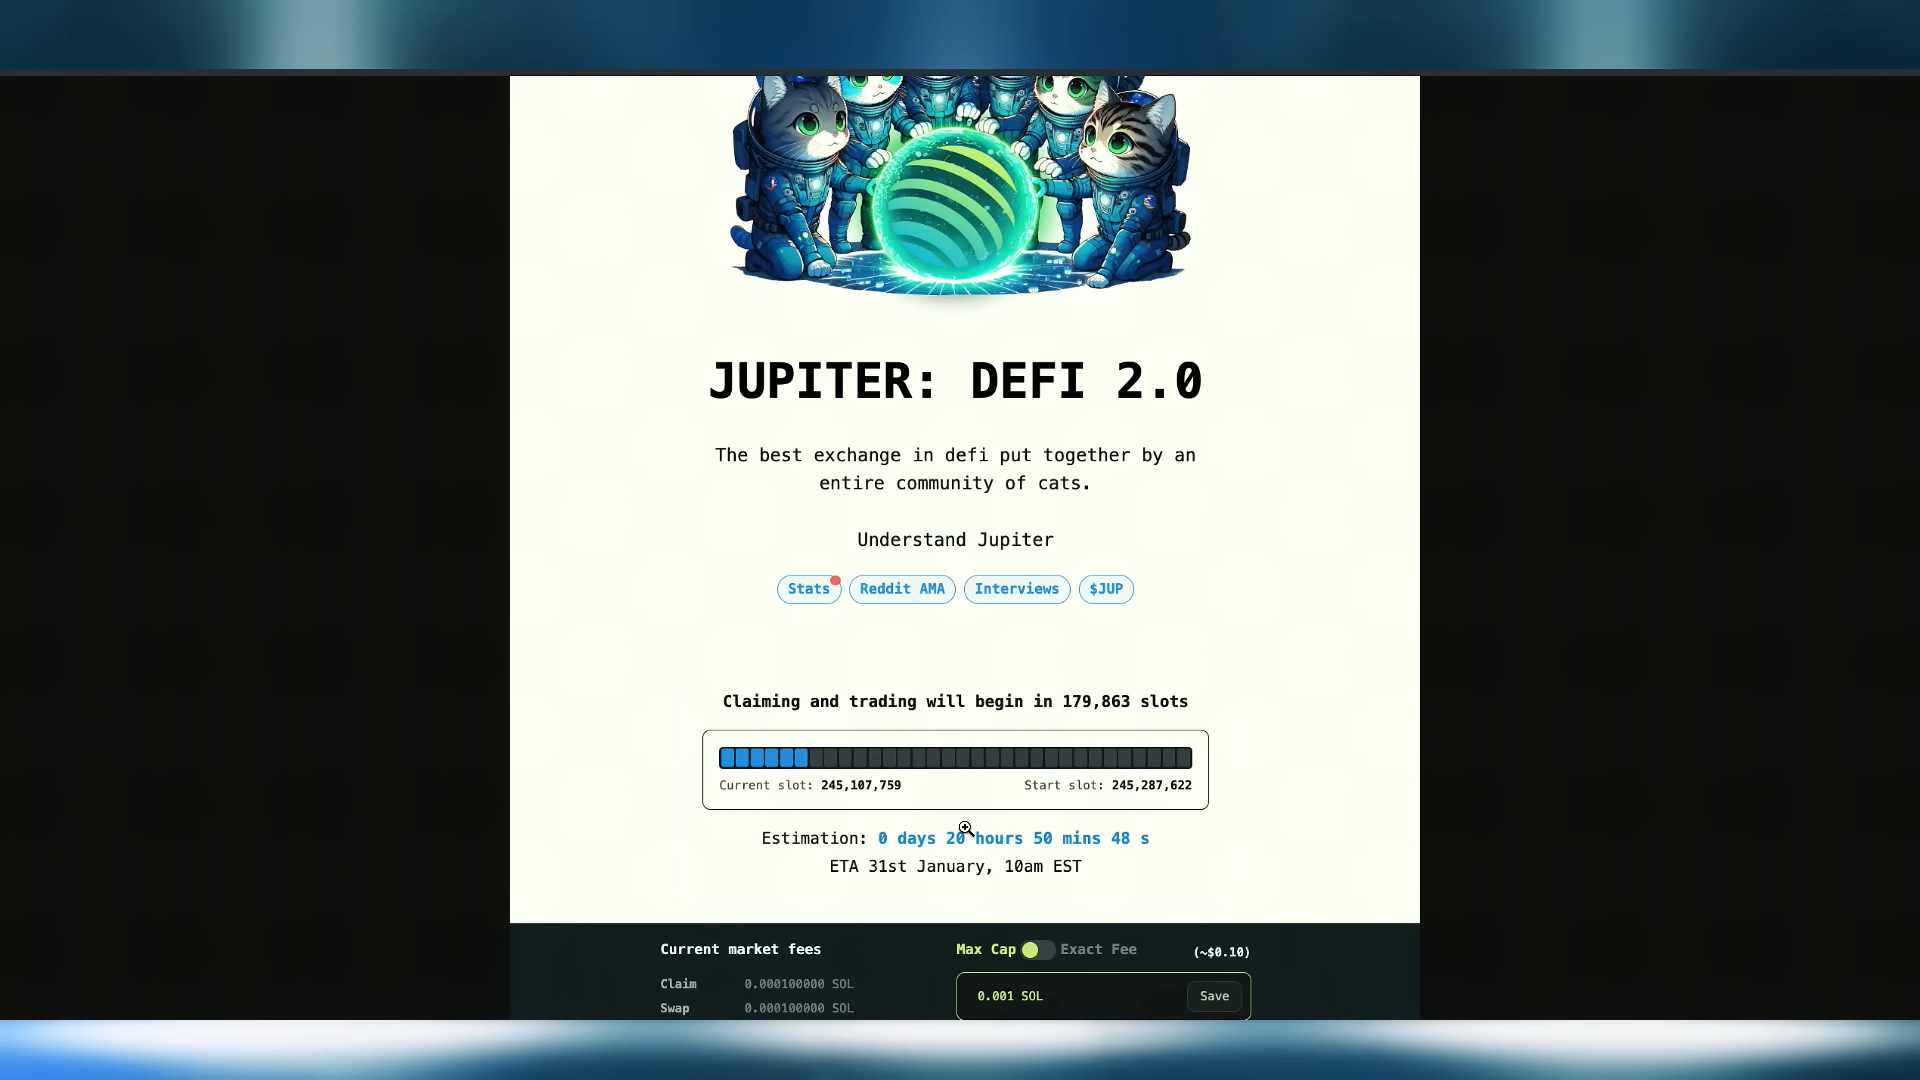 JUPITER: DEFI 2.0
The best exchange in defi put together by an
entire community of cats.
Understand Jupiter
Stats Reddit AMA Interviews $JUP
Claiming and trading will begin in 179,863 slots
Current slot: 245,107,759 Start slot: 245,287,622
Estimation: 0 days 20 hours 50 mins 48 s
ETA 31st January, 10am EST
Current market fees Max Cap Exact Fee (~$0.10)
Claim 0.000100000 SOL 0.001 SOL Save
Swap 0.000100000 SOL